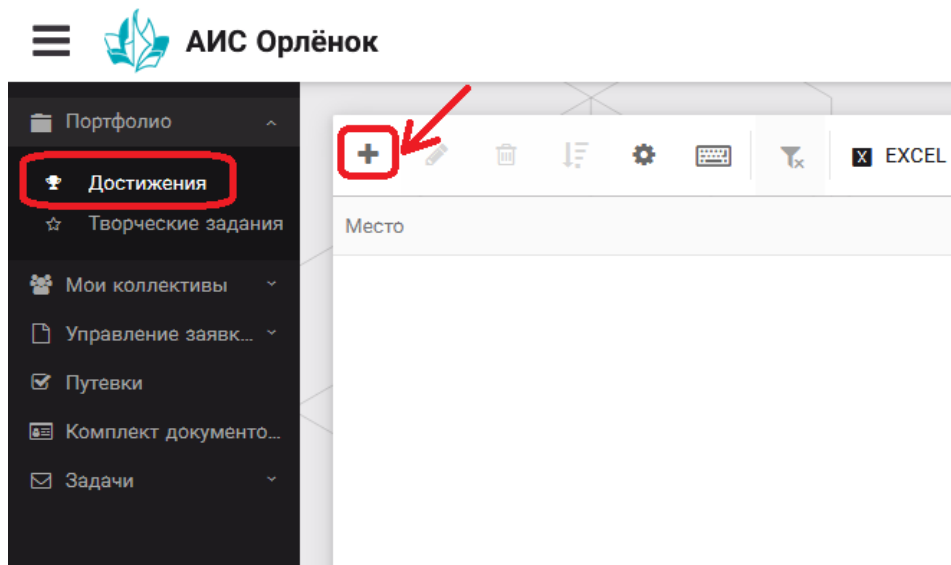 АИС Орлёнок
Портфолио
Достижения
Творческие задания
Мои коллективы
Управление заявк...
Путевки
Комплект документо...
Задачи
X EXCEL
Место